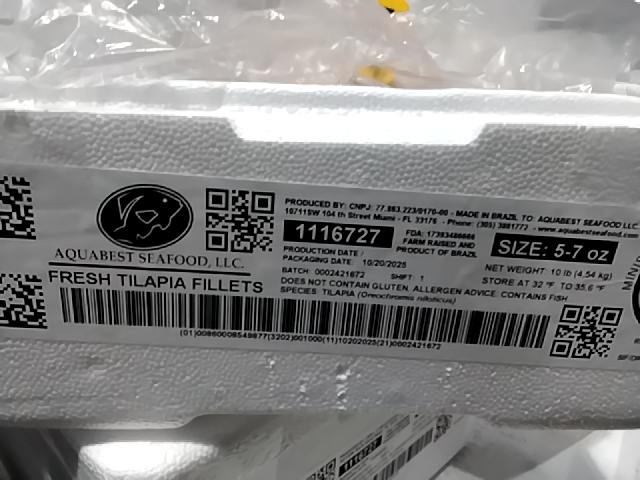 AQUABEST SEAFOOD, LLC.
FRESH TILAPIA FILLETS
PRODUCED BY: CNPJ: 77.883.223/0170-00 - MADE IN BRAZIL TO: AQUABEST SEAFOOD LLC
10711SW 104 th Street Miami - FL 33176 - Phone: (305) 3881772 - www.aquabestseafood.com
1116727
FDA:
FARM RAISED AND
PRODUCT OF BRAZIL
SIZE: 5-7 oz
PRODUCTION DATE /
PACKAGING DATE: 10/20/2025
NET WEIGHT: 10 lb (4,54 kg)
BATCH: 0002421672 SHIFT: 1
STORE AT 32 °F TO 35,6 °F
DOES NOT CONTAIN GLUTEN. ALLERGEN ADVICE: CONTAINS FISH
SPECIES: TILAPIA (Oreochromis niloticus)
(01)00860008549877(3202)001000(11)10202025(21)0002421672
1116727